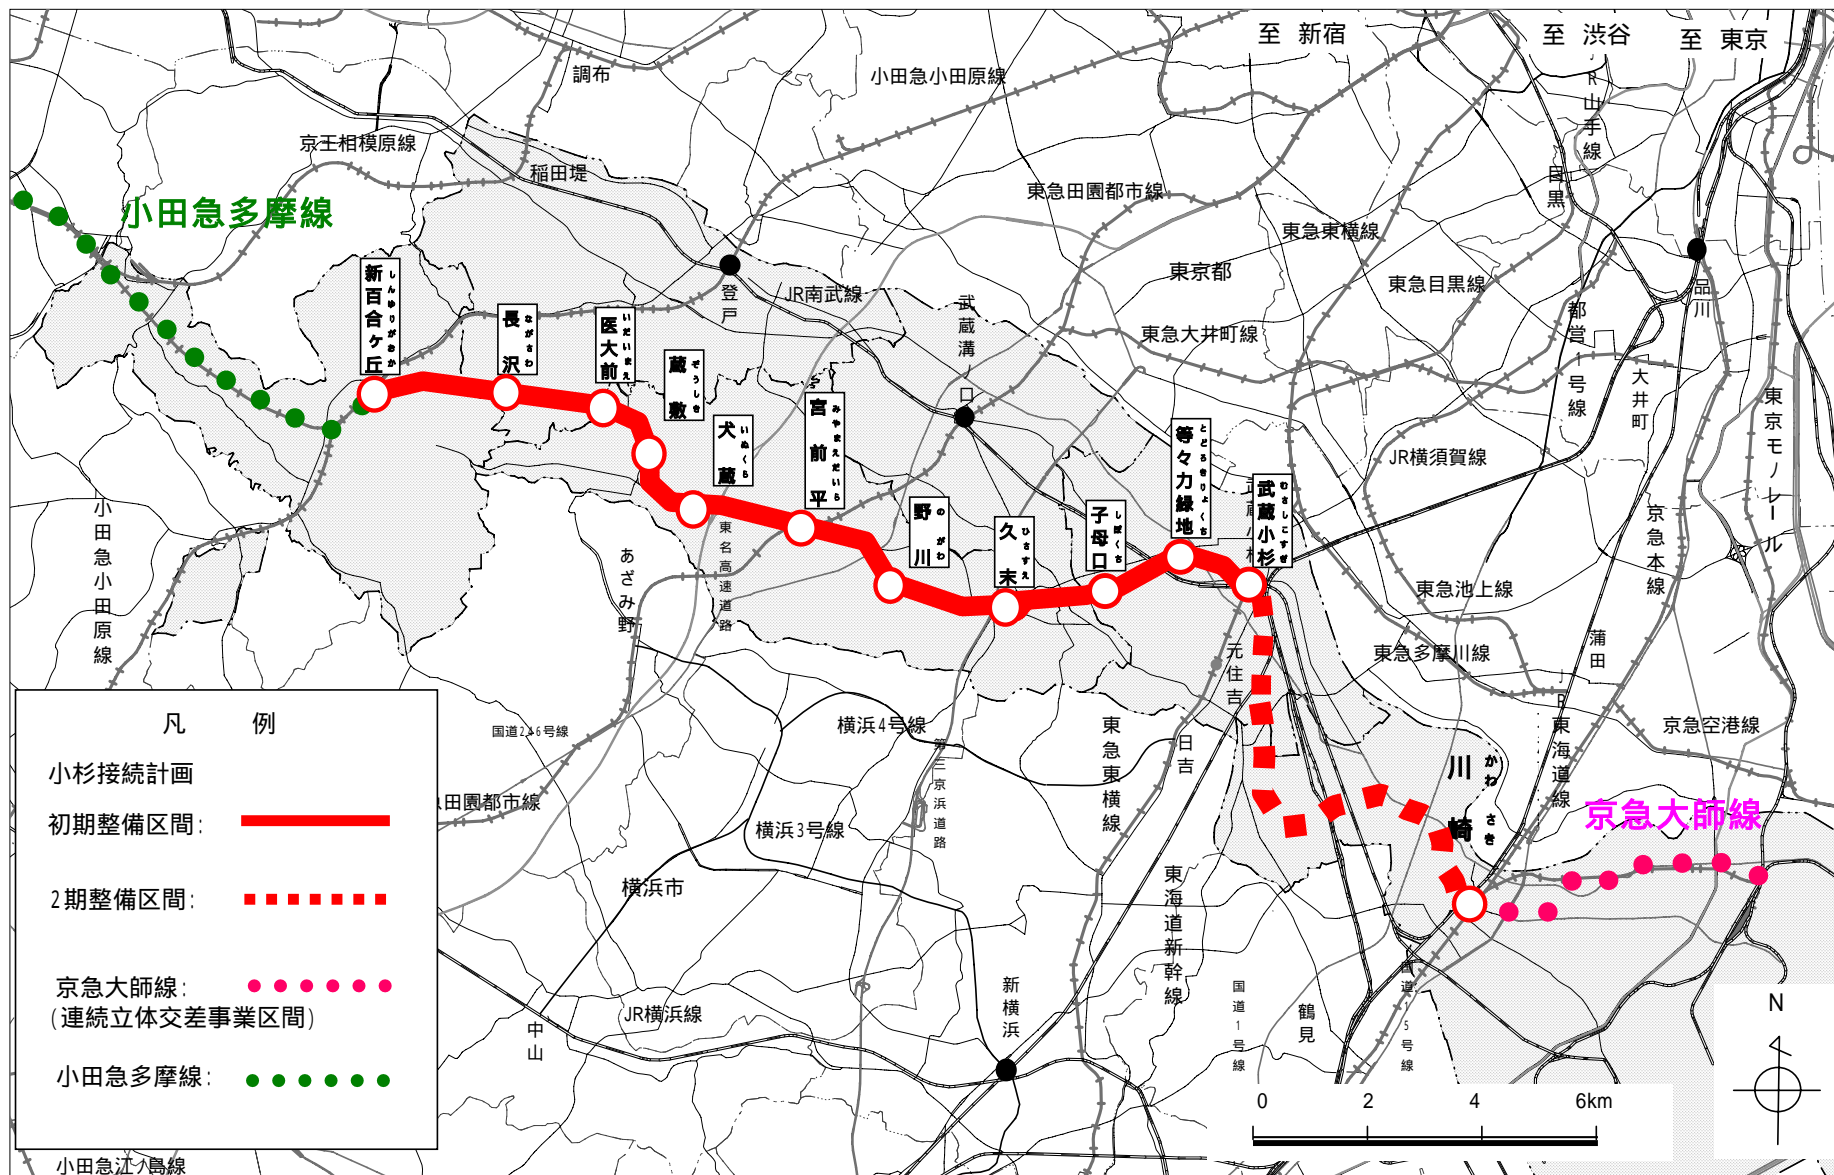 至 新宿
至 渋谷
至 東京
調布
小田急小田原線
JR山手線
京王相模原線
稲田堤
目黒
東急田園都市線
小田急多摩線
東急東横線
東京都
新百合ヶ丘
しんゆりがおか
長沢
ながさわ
医大前
いだいまえ
蔵敷
ぞうしき
登戸
JR南武線
武蔵溝ノ口
東急目黒線
品川
都営1号線
東急大井町線
大井町
犬蔵
いぬくら
宮前平
みやまえだいら
等々力緑地
とどろきりょくち
東京モノレール
JR横須賀線
武蔵小杉
むさしこすぎ
野川
のがわ
久末
ひさすえ
子母口
しぼくち
小田急小田原線
東名高速道路
あざみ野
京急本線
東急池上線
元住吉
東急多摩川線
蒲田
JR東海道線
京急空港線
国道246号線
横浜4号線
第三京浜道路
東急東横線
日吉
川崎
かわさき
京急大師線
凡 例
小杉接続計画
初期整備区間:
2期整備区間:
京急大師線:
(連続立体交差事業区間)
小田急多摩線:
急田園都市線
横浜3号線
横浜市
東海道新幹線
新横浜
中山
JR横浜線
国道1号線
鶴見
国道15号線
N
0 2 4 6km
小田急江ノ島線